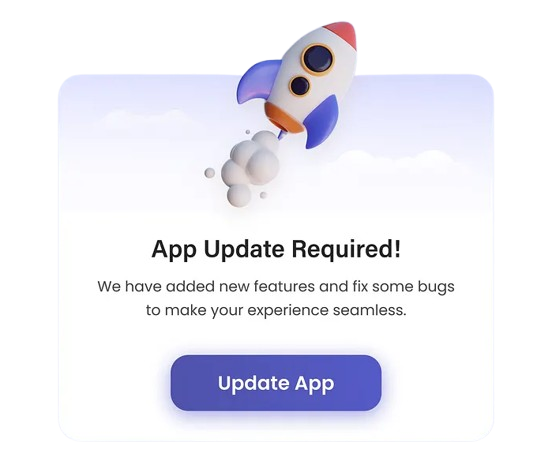 App Update Required!
We have added new features and fix some bugs
to make your experience seamless.
Update App